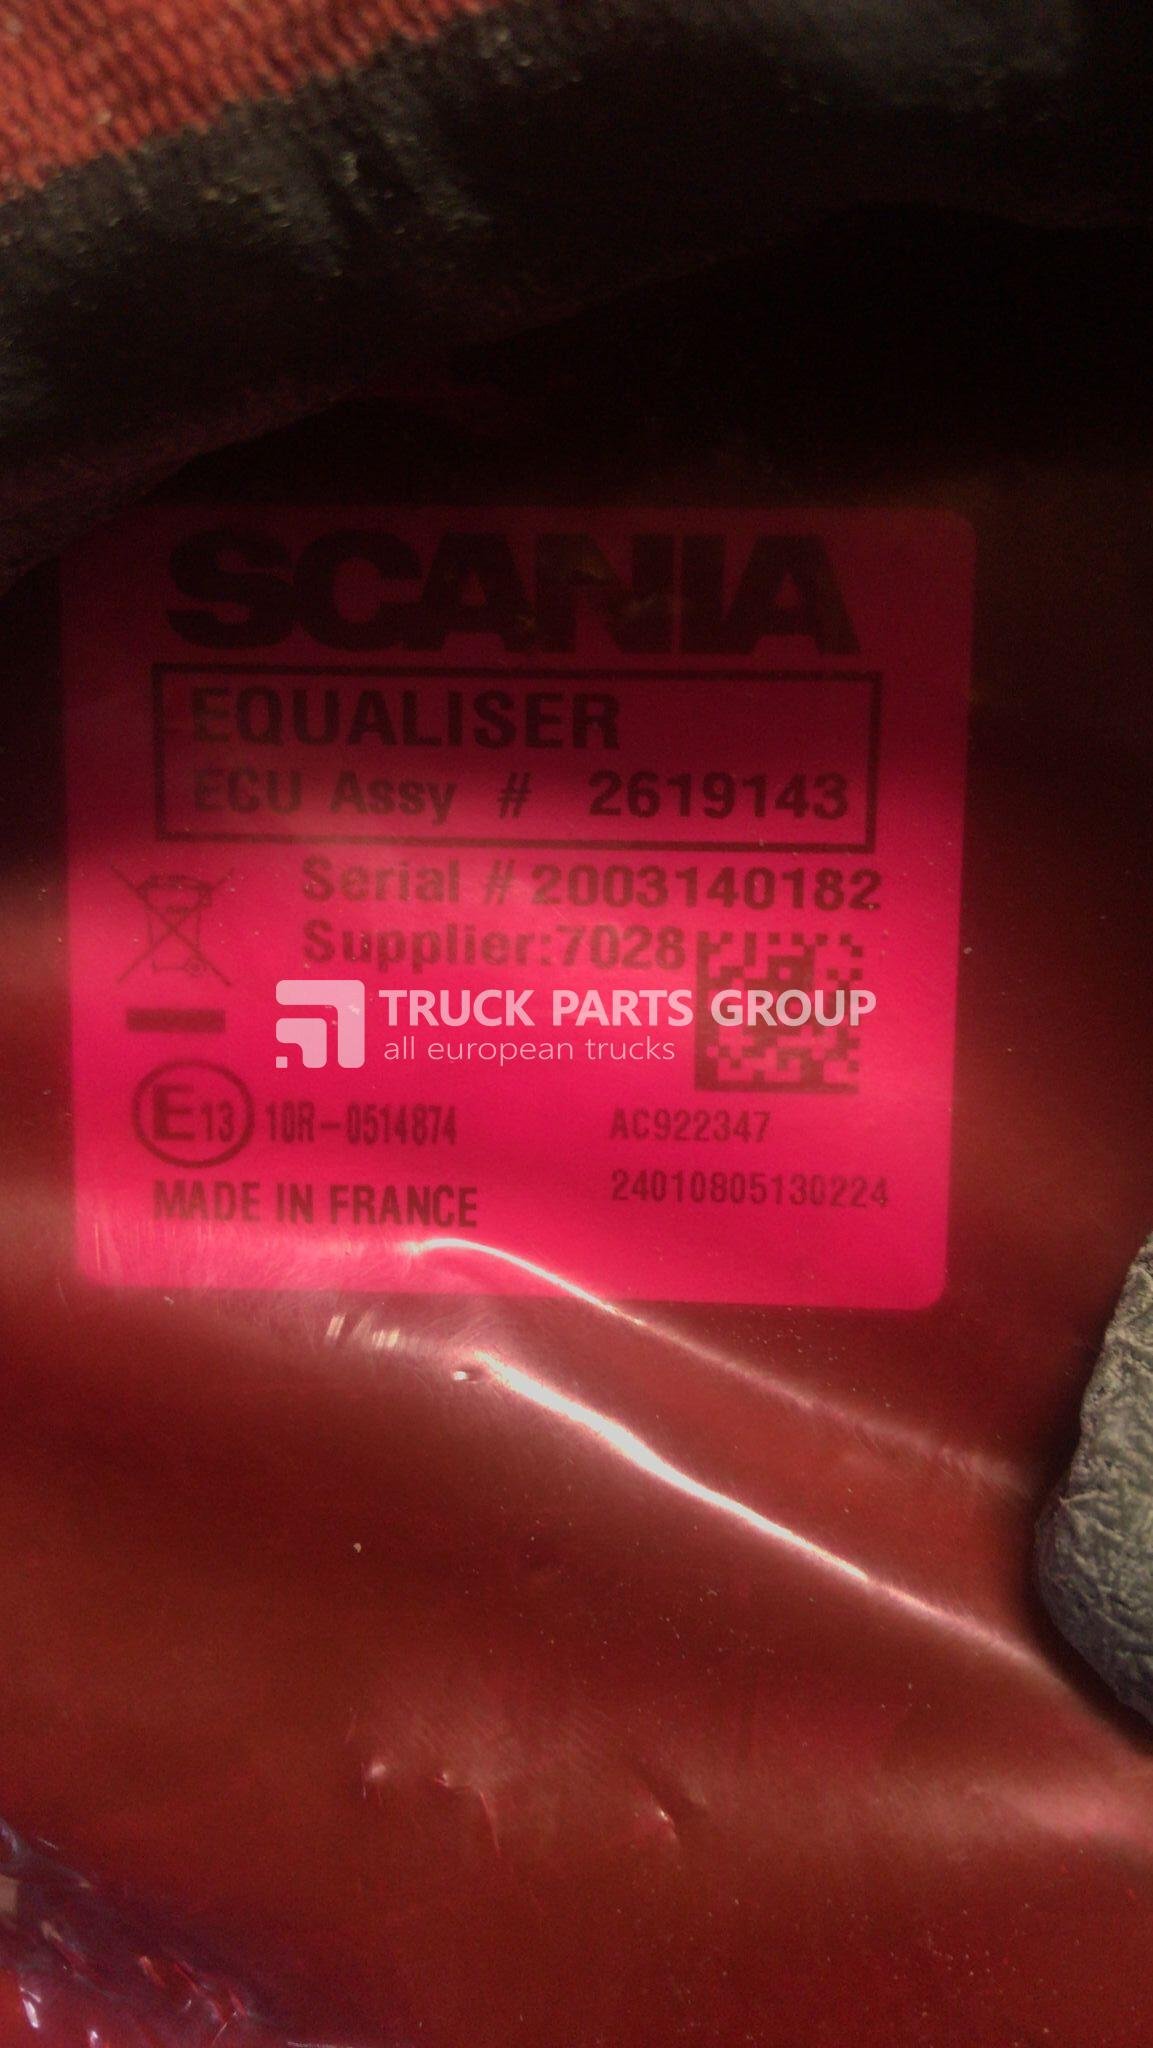 SCANIA
EQUALISER
ECU Assy # 2619143
Serial # 2003140182
Supplier:7028
TRUCK PARTS GROUP
all european trucks
E13 10R-0514874
AC922347
MADE IN FRANCE
24010805130224